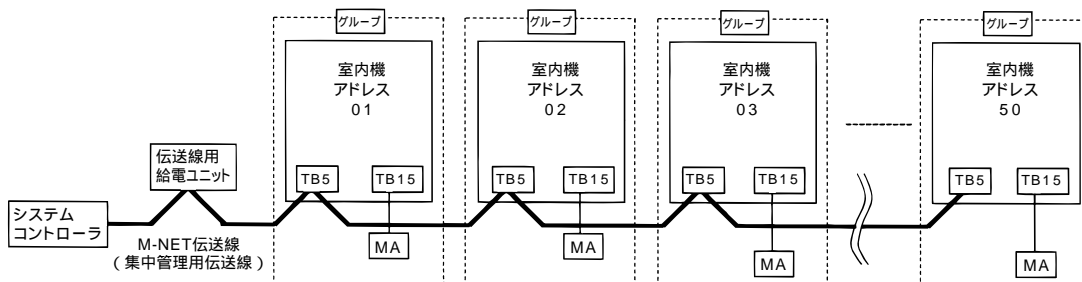 グループ
グループ
グループ
グループ
室内機
アドレス
01
室内機
アドレス
02
室内機
アドレス
03
室内機
アドレス
50
伝送線用
給電ユニット
TB5
TB15
TB5
TB15
TB5
TB15
TB5
TB15
システム
コントローラ
M-NET伝送線
(集中管理用伝送線)
MA
MA
MA
MA